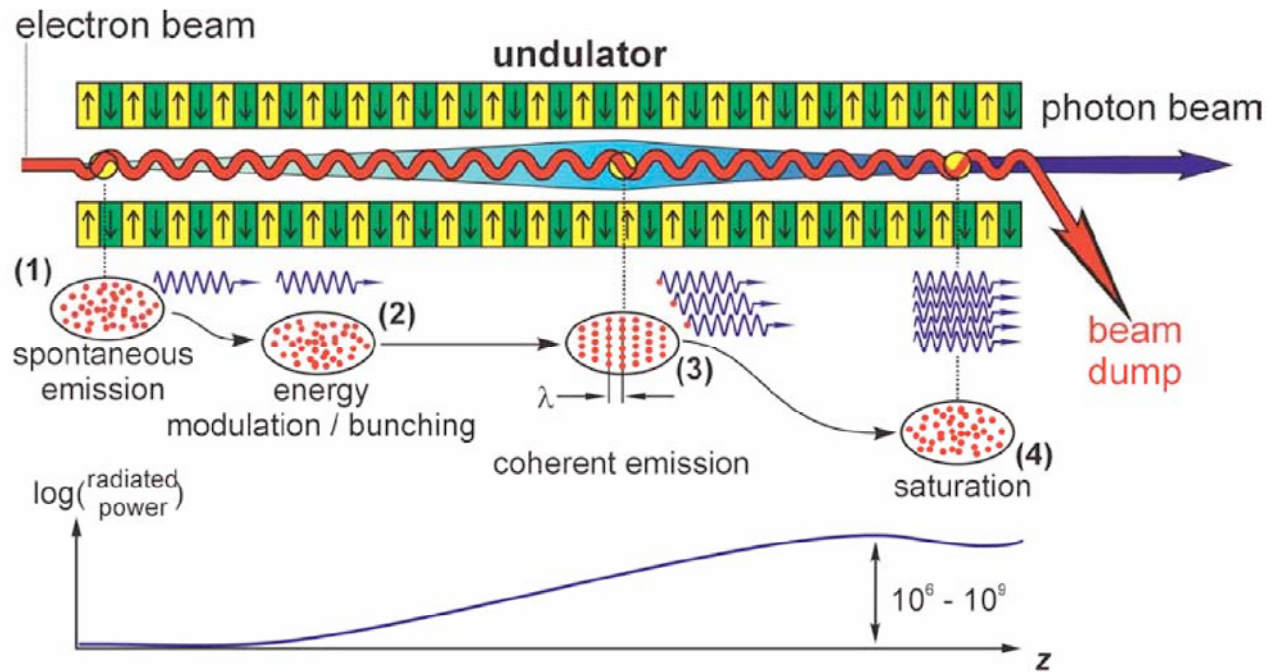 electron beam
undulator
photon beam
(1)
spontaneous
emission
(2)
energy
modulation / bunching
λ
(3)
coherent emission
(4)
saturation
beam
dump
log(radiated
power)
10⁶ - 10⁹
z